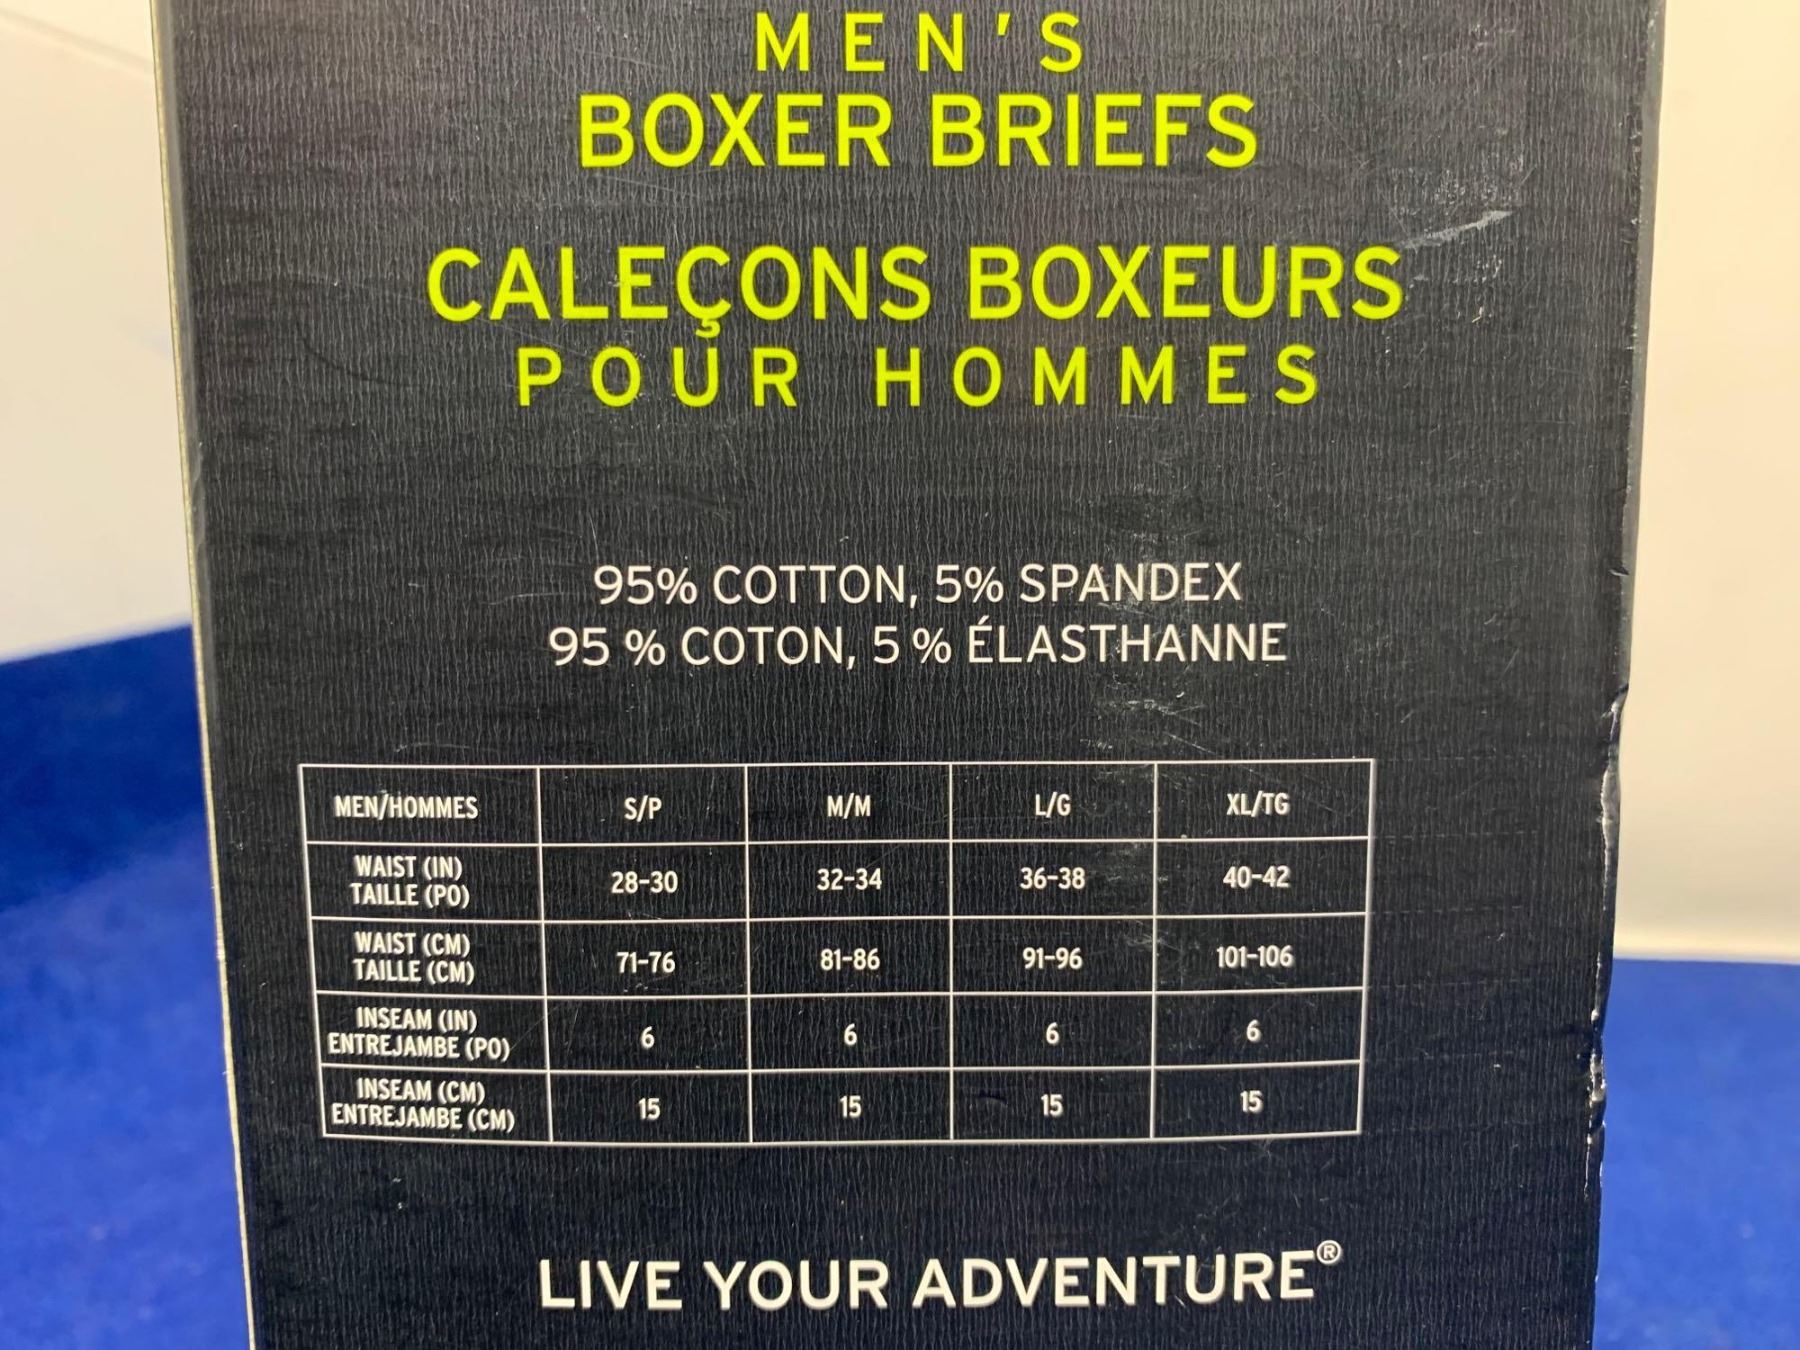 MEN'S
BOXER BRIEFS
CALEÇONS BOXEURS
POUR HOMMES
95% COTTON, 5% SPANDEX
95 % COTON, 5 % ÉLASTHANNE
MEN/HOMMES S/P M/M L/G XL/TG
WAIST (IN)
TAILLE (PO) 28-30 32-34 36-38 40-42
WAIST (CM)
TAILLE (CM) 71-76 81-86 91-96 101-106
INSEAM (IN)
ENTREJAMBE (PO) 6 6 6 6
INSEAM (CM)
ENTREJAMBE (CM) 15 15 15 15
LIVE YOUR ADVENTURE®